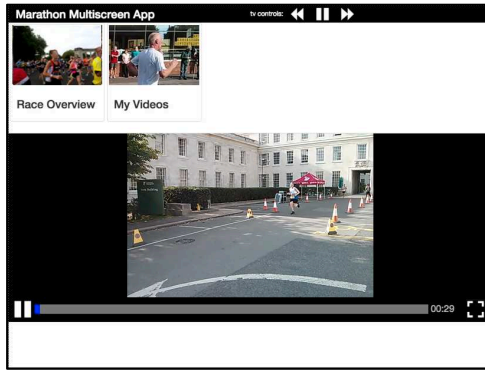 Marathon Multiscreen App
tv controls:
Race Overview
My Videos
00:29